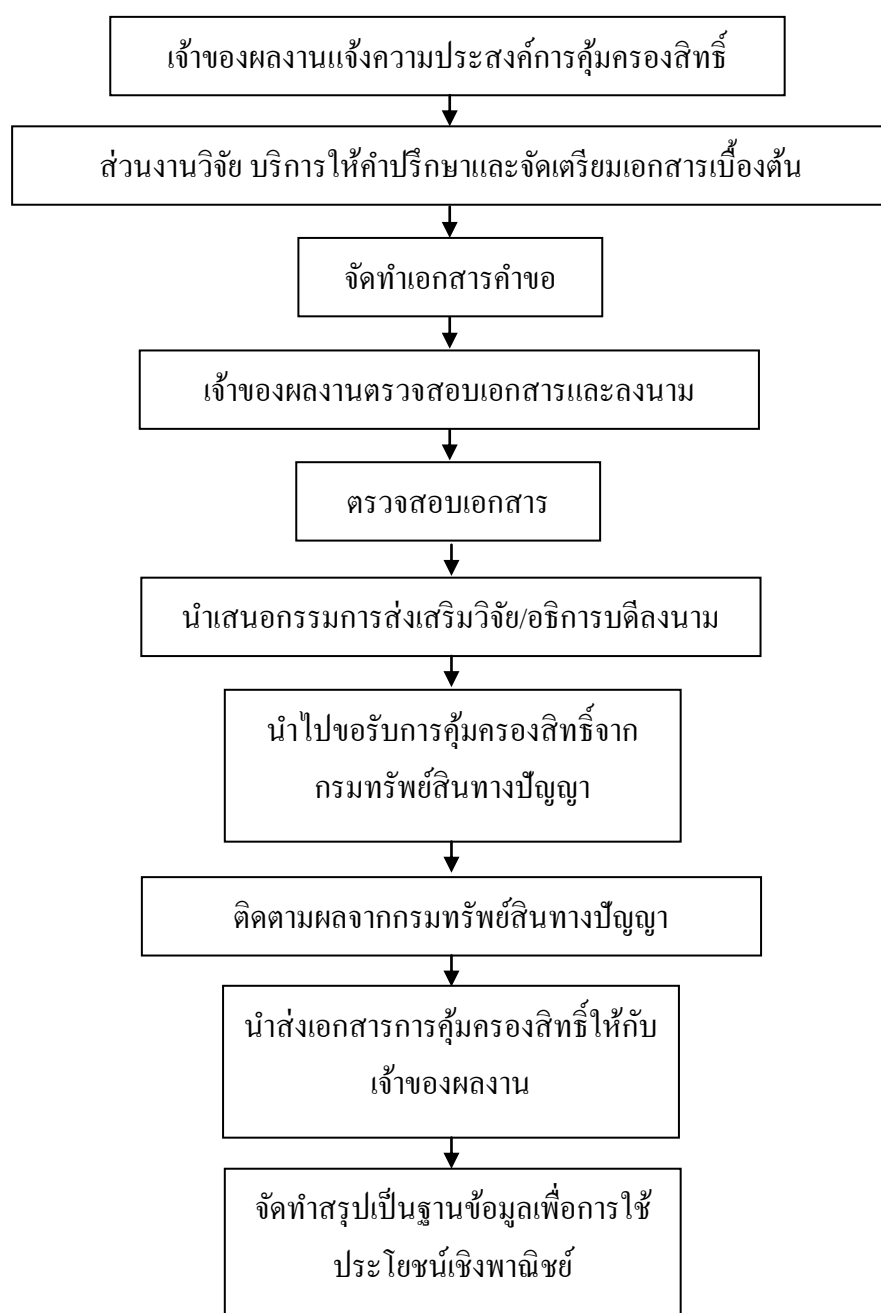 เจ้าของผลงานแจ้งความประสงค์การคุ้มครองสิทธิ์
ส่วนงานวิจัย บริการให้คำปรึกษาและจัดเตรียมเอกสารเบื้องต้น
จัดทำเอกสารคำขอ
เจ้าของผลงานตรวจสอบเอกสารและลงนาม
ตรวจสอบเอกสาร
นำเสนอกรรมการส่งเสริมวิจัย/อธิการบดีลงนาม
นำไปขอรับการคุ้มครองสิทธิ์จาก
กรมทรัพย์สินทางปัญญา
ติดตามผลจากกรมทรัพย์สินทางปัญญา
นำส่งเอกสารการคุ้มครองสิทธิ์ให้กับ
เจ้าของผลงาน
จัดทำสรุปเป็นฐานข้อมูลเพื่อการใช้
ประโยชน์เชิงพาณิชย์